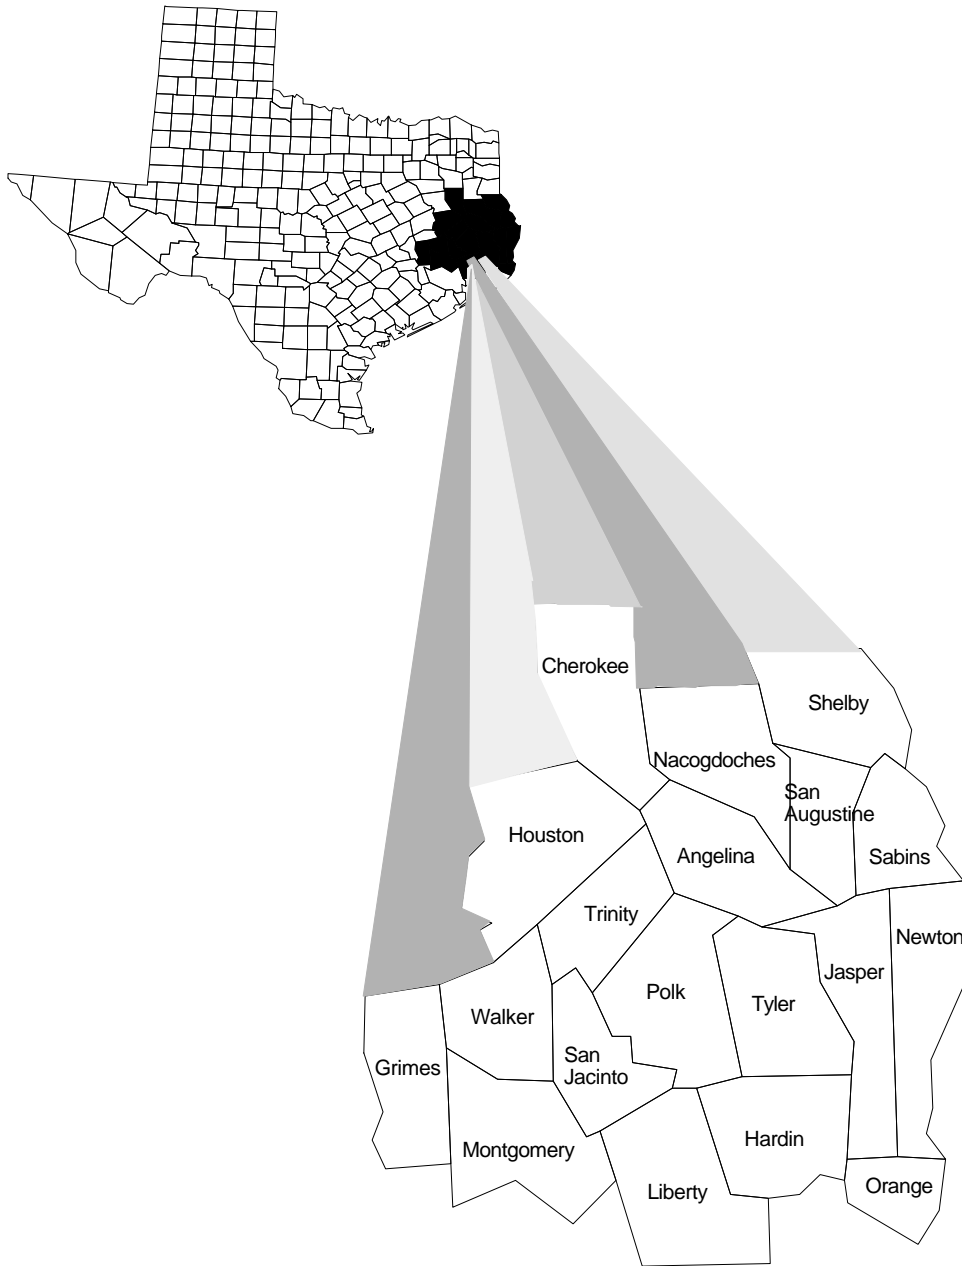 Cherokee
Shelby
Nacogdoches
San
Augustine
Houston
Angelina
Sabins
Trinity
Newton
Jasper
Polk
Tyler
Walker
San
Jacinto
Grimes
Hardin
Montgomery
Orange
Liberty